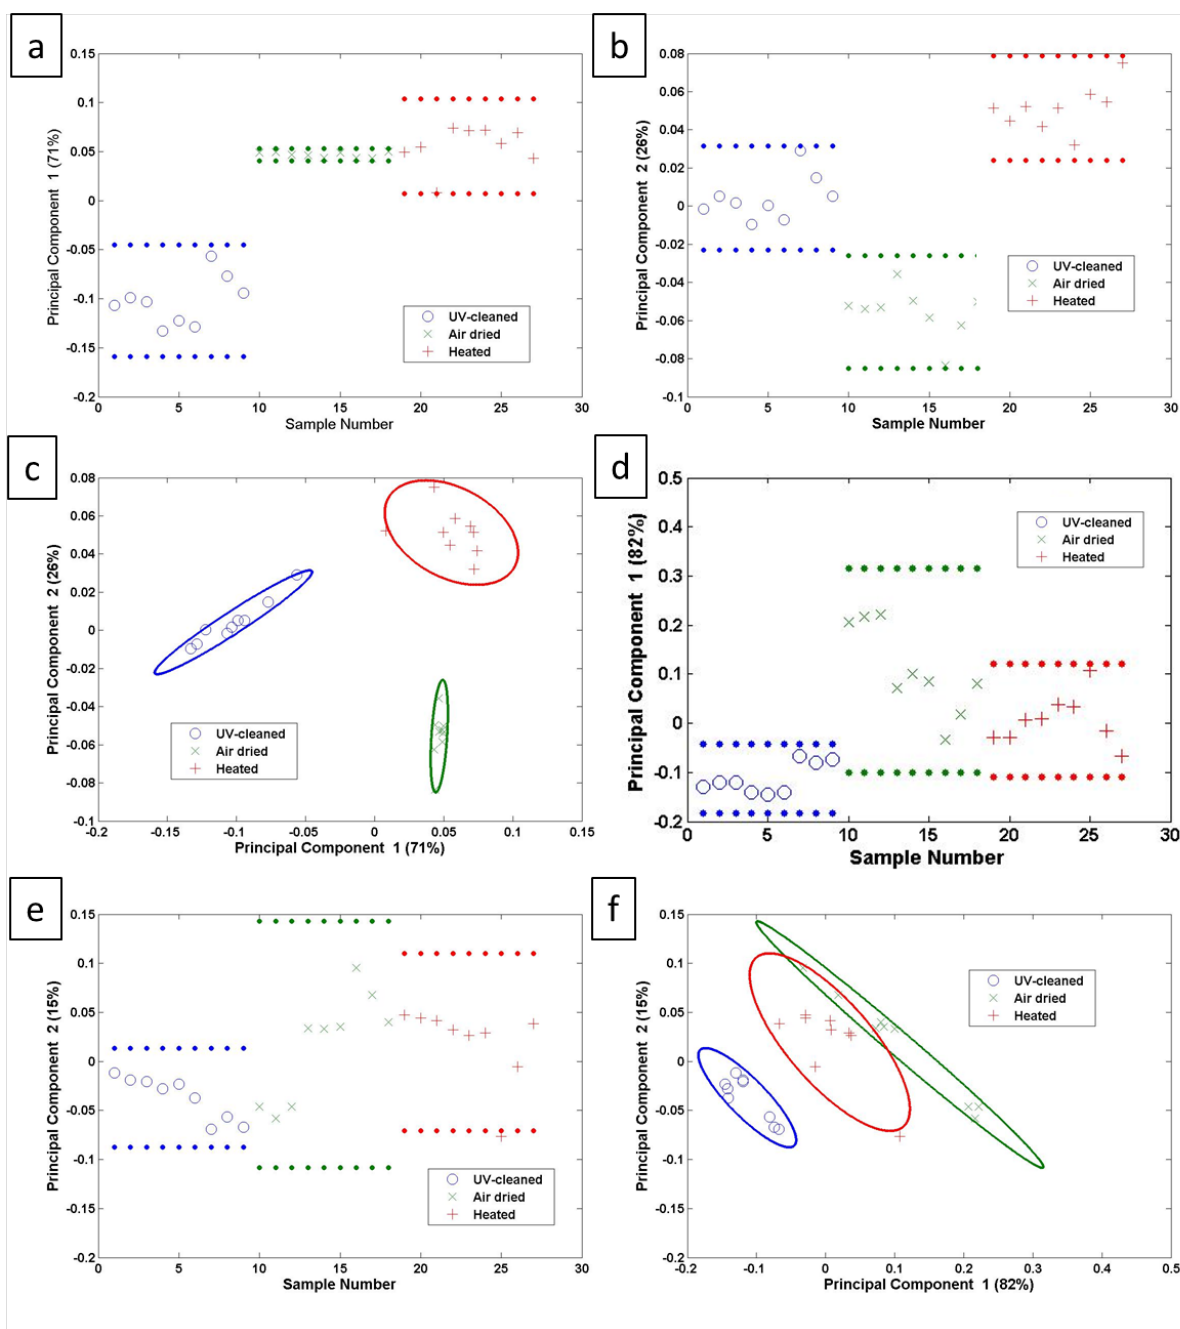 a
0.15
0.1
0.05
0
-0.05
-0.1
-0.15
-0.2
0
5
10
15
20
25
30
Principal Component 1 (71%)
Sample Number
UV-cleaned
Air dried
Heated
b
0.08
0.06
0.04
0.02
0
-0.02
-0.04
-0.06
-0.08
-0.1
0
5
10
15
20
25
30
Principal Component 2 (26%)
Sample Number
UV-cleaned
Air dried
Heated
c
0.08
0.06
0.04
0.02
0
-0.02
-0.04
-0.06
-0.08
-0.1
-0.2
-0.15
-0.1
-0.05
0
0.05
0.1
0.15
Principal Component 2 (26%)
Principal Component 1 (71%)
UV-cleaned
Air dried
Heated
d
0.5
0.4
0.3
0.2
0.1
0
-0.1
-0.2
0
5
10
15
20
25
30
Principal Component 1 (82%)
Sample Number
UV-cleaned
Air dried
Heated
e
0.15
0.1
0.05
0
-0.05
-0.1
-0.15
-0.2
0
5
10
15
20
25
30
Principal Component 2 (15%)
Sample Number
UV-cleaned
Air dried
Heated
f
0.15
0.1
0.05
0
-0.05
-0.1
-0.15
-0.2
-0.2
-0.1
0
0.1
0.2
0.3
0.4
0.5
Principal Component 2 (15%)
Principal Component 1 (82%)
UV-cleaned
Air dried
Heated